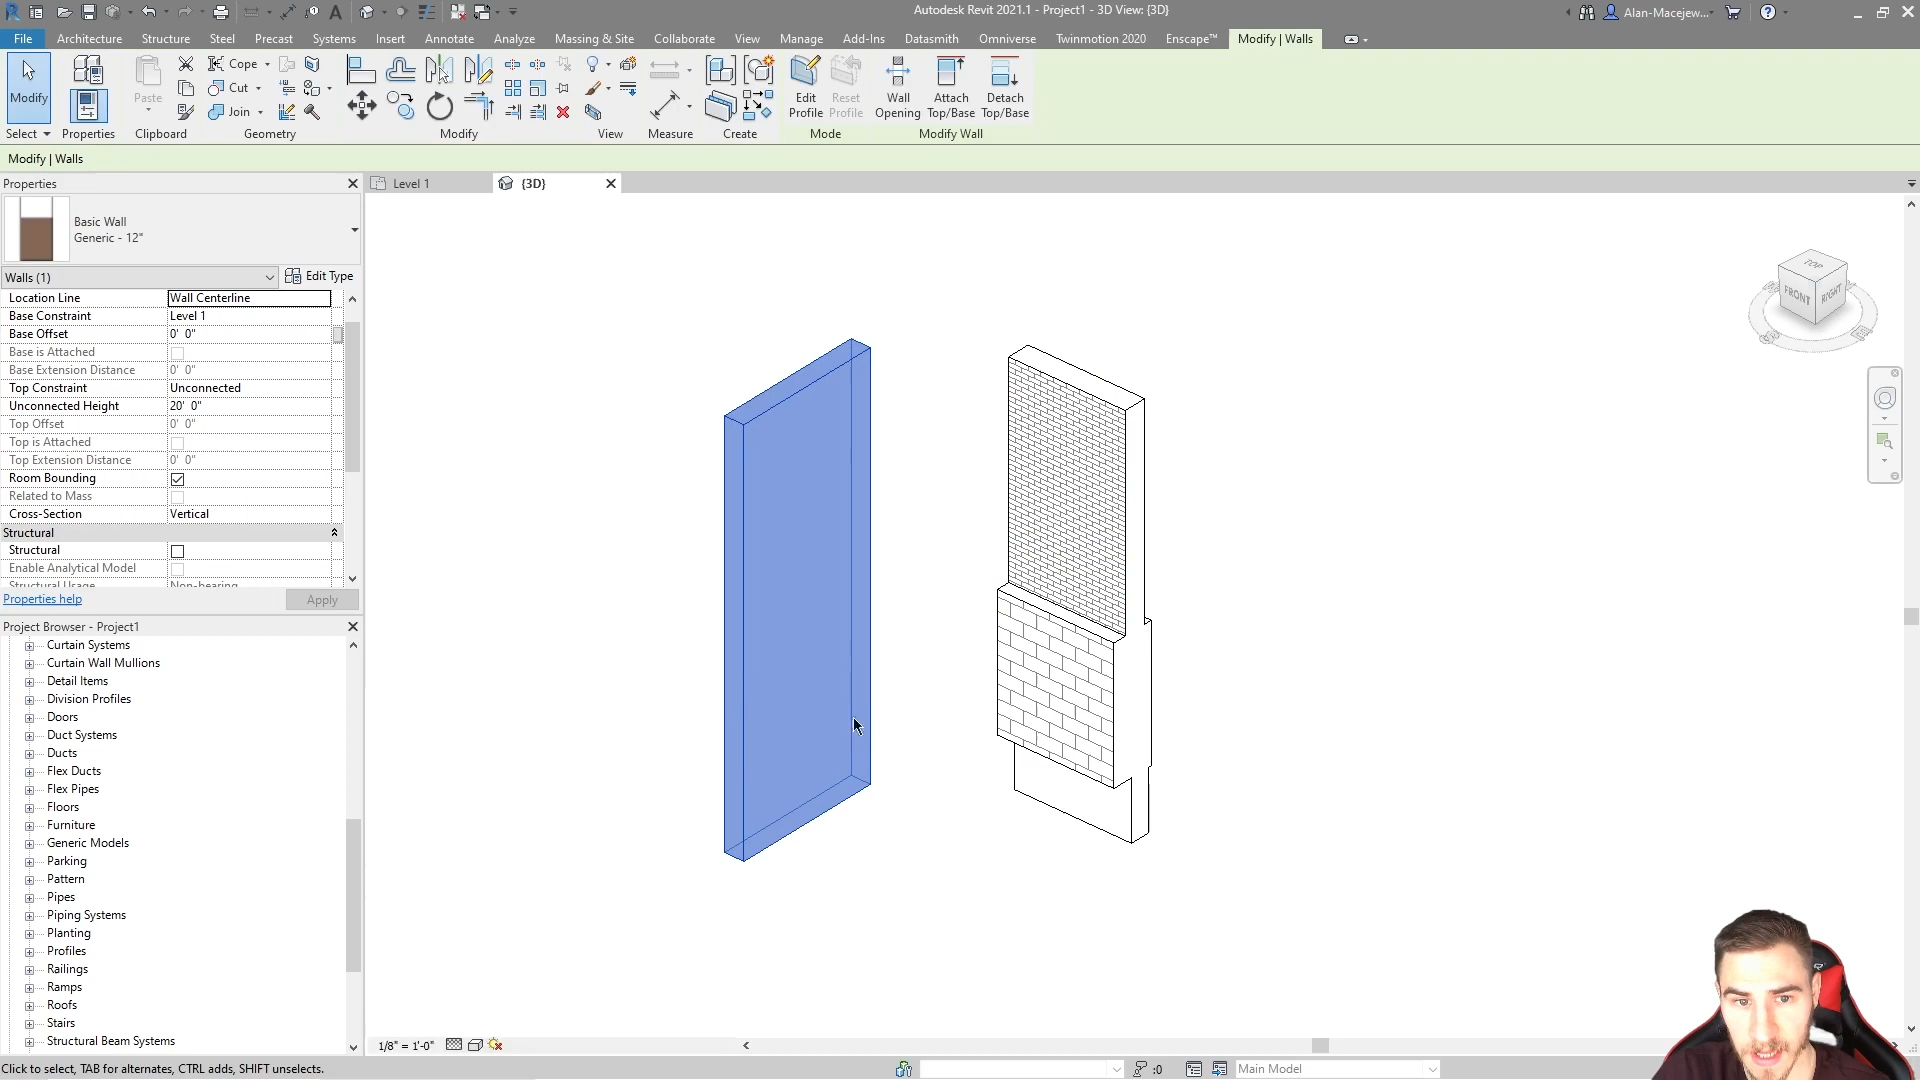 Autodesk Revit 2021.1 - Project1 - 3D View: {3D}
Alan-Macejew...
File Architecture Structure Steel Precast Systems Insert Annotate Analyze Massing & Site Collaborate View Manage Add-Ins Datasmith Omniverse Twinmotion 2020 Enscape™ Modify | Walls
Modify
Paste
Cope
Cut
Join
Edit Profile
Reset Profile
Wall Opening
Attach Top/Base
Detach Top/Base
Select Properties Clipboard Geometry Modify View Measure Create Mode Modify Wall
Modify | Walls
Properties
Level 1
{3D}
Basic Wall
Generic - 12"
Walls (1) Edit Type
Location Line Wall Centerline
Base Constraint Level 1
Base Offset 0' 0"
Base is Attached
Base Extension Distance 0' 0"
Top Constraint Unconnected
Unconnected Height 20' 0"
Top Offset 0' 0"
Top is Attached
Top Extension Distance 0' 0"
Room Bounding
Related to Mass
Cross-Section Vertical
Structural
Structural
Enable Analytical Model
Structural Usage Non-bearing
Properties help Apply
Project Browser - Project1
Curtain Systems
Curtain Wall Mullions
Detail Items
Division Profiles
Doors
Duct Systems
Ducts
Flex Ducts
Flex Pipes
Floors
Furniture
Generic Models
Parking
Pattern
Pipes
Piping Systems
Planting
Profiles
Railings
Ramps
Roofs
Stairs
Structural Beam Systems
TOP
FRONT
RIGHT
1/8" = 1'-0"
Click to select, TAB for alternates, CTRL adds, SHIFT unselects.
:0
Main Model